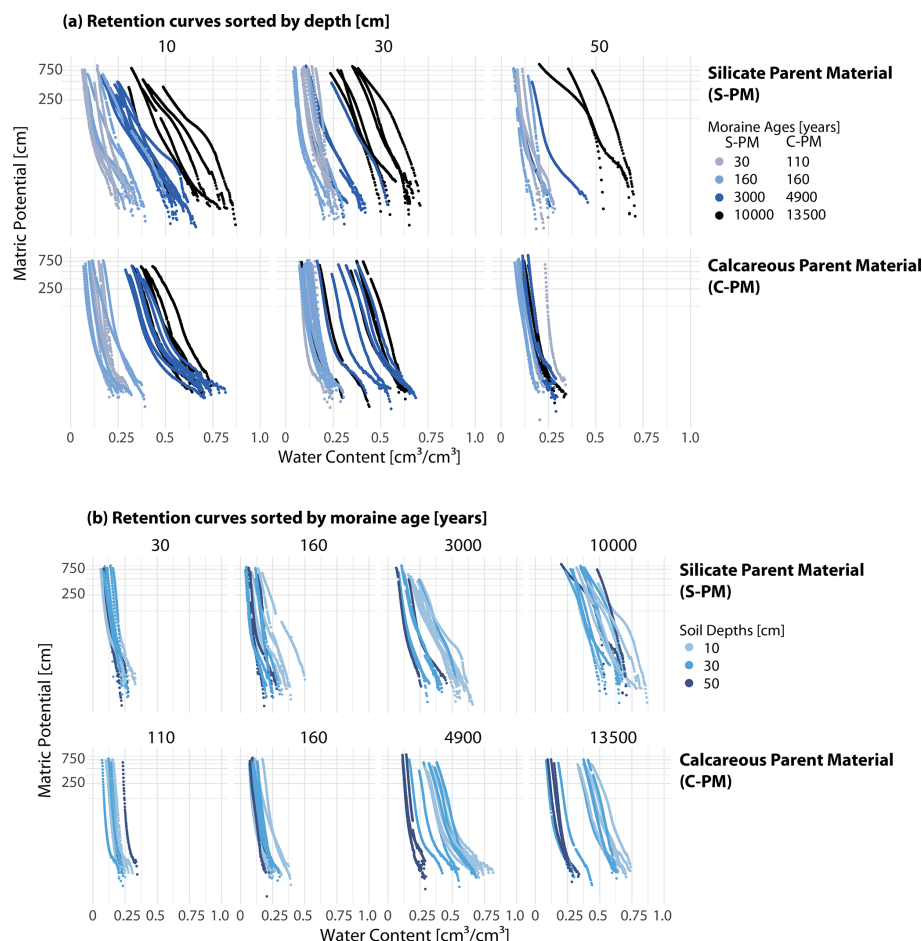 (a) Retention curves sorted by depth [cm]
10 30 50
Silicate Parent Material
(S-PM)
750
250
Moraine Ages [years]
S-PM C-PM
30 110
160 160
3000 4900
10000 13500
Matric Potential [cm]
Calcareous Parent Material
(C-PM)
750
250
0 0.25 0.5 0.75 1.0 0 0.25 0.5 0.75 1.0 0 0.25 0.5 0.75 1.0
Water Content [cm³/cm³]
(b) Retention curves sorted by moraine age [years]
30 160 3000 10000
Silicate Parent Material
(S-PM)
750
250
Soil Depths [cm]
10
30
50
Matric Potential [cm]
110 160 4900 13500
Calcareous Parent Material
(C-PM)
750
250
0 0.25 0.5 0.75 1.0 0 0.25 0.5 0.75 1.0 0 0.25 0.5 0.75 1.0 0 0.25 0.5 0.75 1.0
Water Content [cm³/cm³]